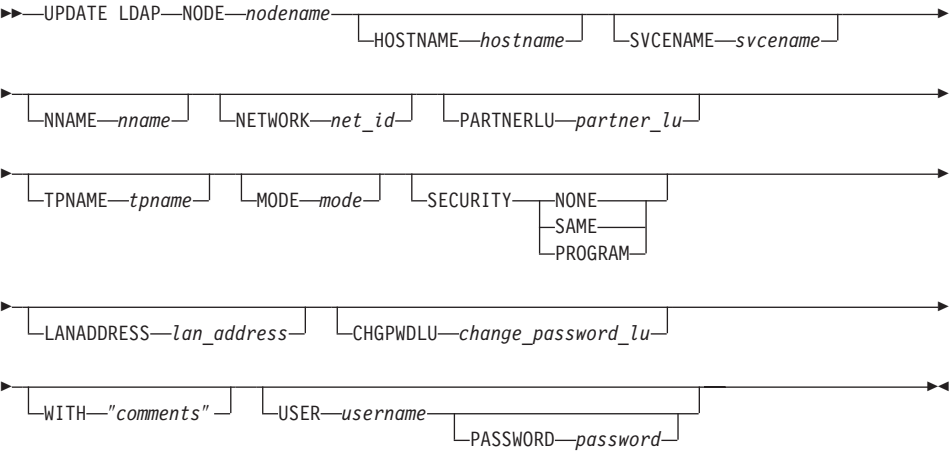 UPDATE LDAP NODE nodename
HOSTNAME hostname SVCENAME svcename
NNAME nname NETWORK net_id PARTNERLU partner_lu
TPNAME tpname MODE mode SECURITY NONE
SAME
PROGRAM
LANADDRESS lan_address CHGPWDLU change_password_lu
WITH "comments" USER username
PASSWORD password